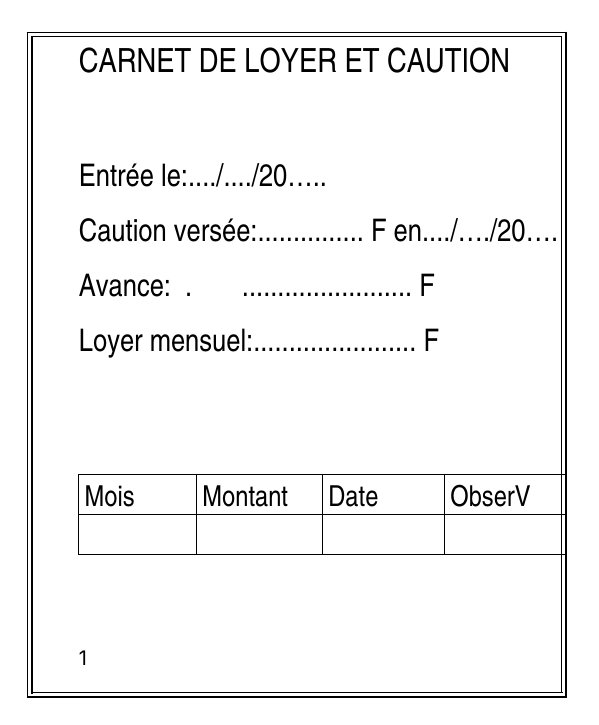 CARNET DE LOYER ET CAUTION
Entrée le:..../..../20…..
Caution versée:............... F en..../…./20….
Avance: . ........................ F
Loyer mensuel:....................... F
Mois Montant Date ObserV
1